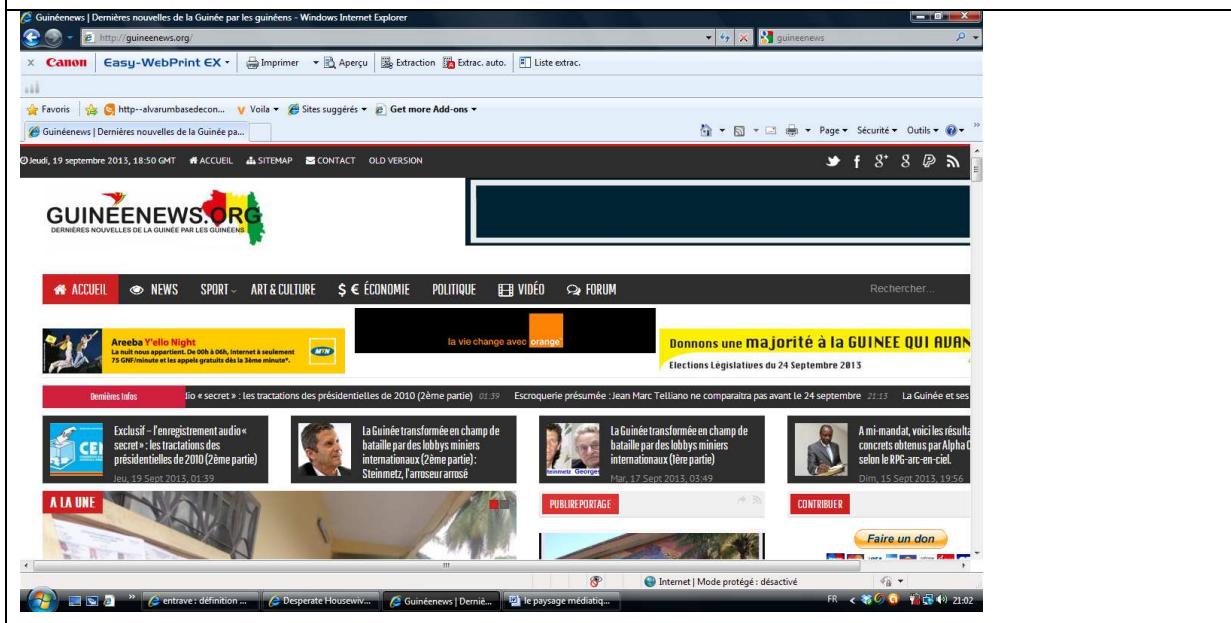 Guinéenews | Dernières nouvelles de la Guinée par les guinéens - Windows Internet Explorer
http://guineenews.org/
guineenews
x Canon Easy-WebPrint EX Imprimer Aperçu Extraction Extrac. auto. Liste extrac.
Favoris http--alvarumbasedecon... Voila Sites suggérés Get more Add-ons
Guinéenews | Dernières nouvelles de la Guinée pa...
Page Sécurité Outils
Jeudi, 19 septembre 2013, 18:50 GMT ACCUEIL SITEMAP CONTACT OLD VERSION
GUINÉENEWS.ORG
DERNIÈRES NOUVELLES DE LA GUINÉE PAR LES GUINÉENS
ACCUEIL NEWS SPORT ART & CULTURE $ € ÉCONOMIE POLITIQUE VIDÉO FORUM Rechercher...
Areeba Y'ello Night
La nuit nous appartient. De 00h à 06h, Internet à seulement
75 GNF/minute et les appels gratuits dès la 3ème minute*.
MTN
la vie change avec orange
Donnons une majorité à la GUINEE QUI AVAN
Elections Législatives du 24 Septembre 2013
Dernières Infos
dio « secret » : les tractations des présidentielles de 2010 (2ème partie) 01:39 Escroquerie présumée : Jean Marc Telliano ne comparaitra pas avant le 24 septembre 21:13 La Guinée et ses
CEN
Exclusif – l'enregistrement audio «
secret » : les tractations des
présidentielles de 2010 (2ème partie)
Jeu, 19 Sept 2013, 01:39
La Guinée transformée en champ de
bataille par des lobbys miniers
internationaux (2ème partie) :
Steinmetz, l'arroseur arrosé
steinmetz George
La Guinée transformée en champ de
bataille par des lobbys miniers
internationaux (1ère partie)
Mar, 17 Sept 2013, 03:49
A mi-mandat, voici les résulta
concrets obtenus par Alpha C
selon le RPG-arc-en-ciel.
Dim, 15 Sept 2013, 19:56
A LA UNE
PUBLIREPORTAGE
CONTRIBUER
Faire un don
Internet | Mode protégé : désactivé
entrave : définition ... Desperate Housewiv... Guinéenews | Derniè... le paysage médiatiq... FR 21:02